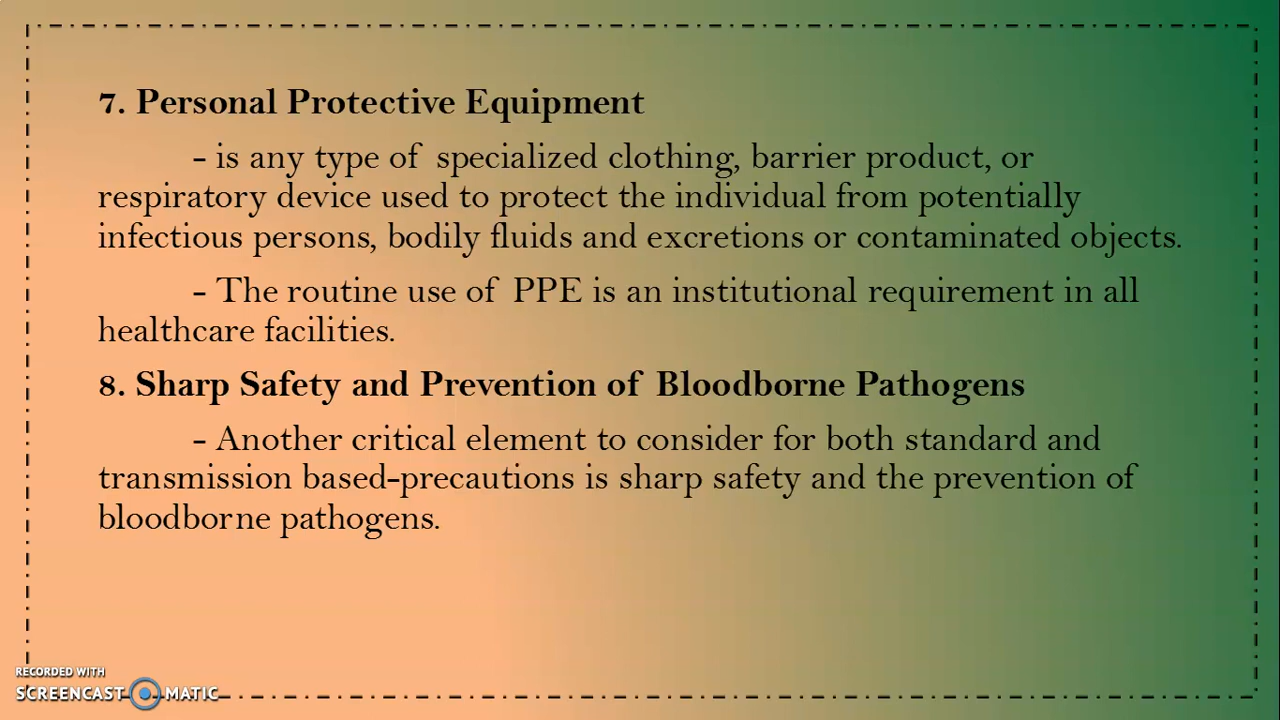 7. Personal Protective Equipment
- is any type of specialized clothing, barrier product, or
respiratory device used to protect the individual from potentially
infectious persons, bodily fluids and excretions or contaminated objects.
- The routine use of PPE is an institutional requirement in all
healthcare facilities.
8. Sharp Safety and Prevention of Bloodborne Pathogens
- Another critical element to consider for both standard and
transmission based-precautions is sharp safety and the prevention of
bloodborne pathogens.
RECORDED WITH
SCREENCAST MATIC